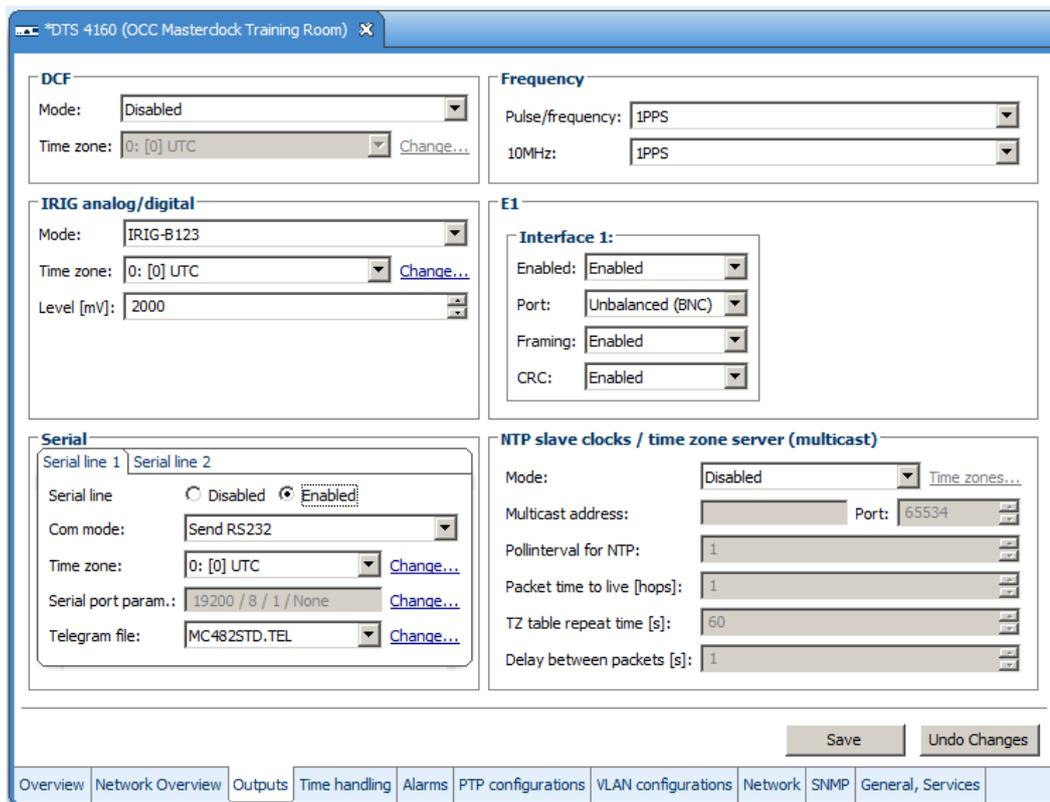 *DTS 4160 (OCC Masterclock Training Room)
DCF
Mode: Disabled
Time zone: 0: [0] UTC Change...
Frequency
Pulse/frequency: 1PPS
10MHz: 1PPS
IRIG analog/digital
Mode: IRIG-B123
Time zone: 0: [0] UTC Change...
Level [mV]: 2000
E1
Interface 1:
Enabled: Enabled
Port: Unbalanced (BNC)
Framing: Enabled
CRC: Enabled
Serial
Serial line 1 Serial line 2
Serial line Disabled Enabled
Com mode: Send RS232
Time zone: 0: [0] UTC Change...
Serial port param.: 19200 / 8 / 1 / None Change...
Telegram file: MC482STD.TEL Change...
NTP slave clocks / time zone server (multicast)
Mode: Disabled Time zones...
Multicast address: Port: 65534
Pollinterval for NTP: 1
Packet time to live [hops]: 1
TZ table repeat time [s]: 60
Delay between packets [s]: 1
Save Undo Changes
Overview Network Overview Outputs Time handling Alarms PTP configurations VLAN configurations Network SNMP General, Services